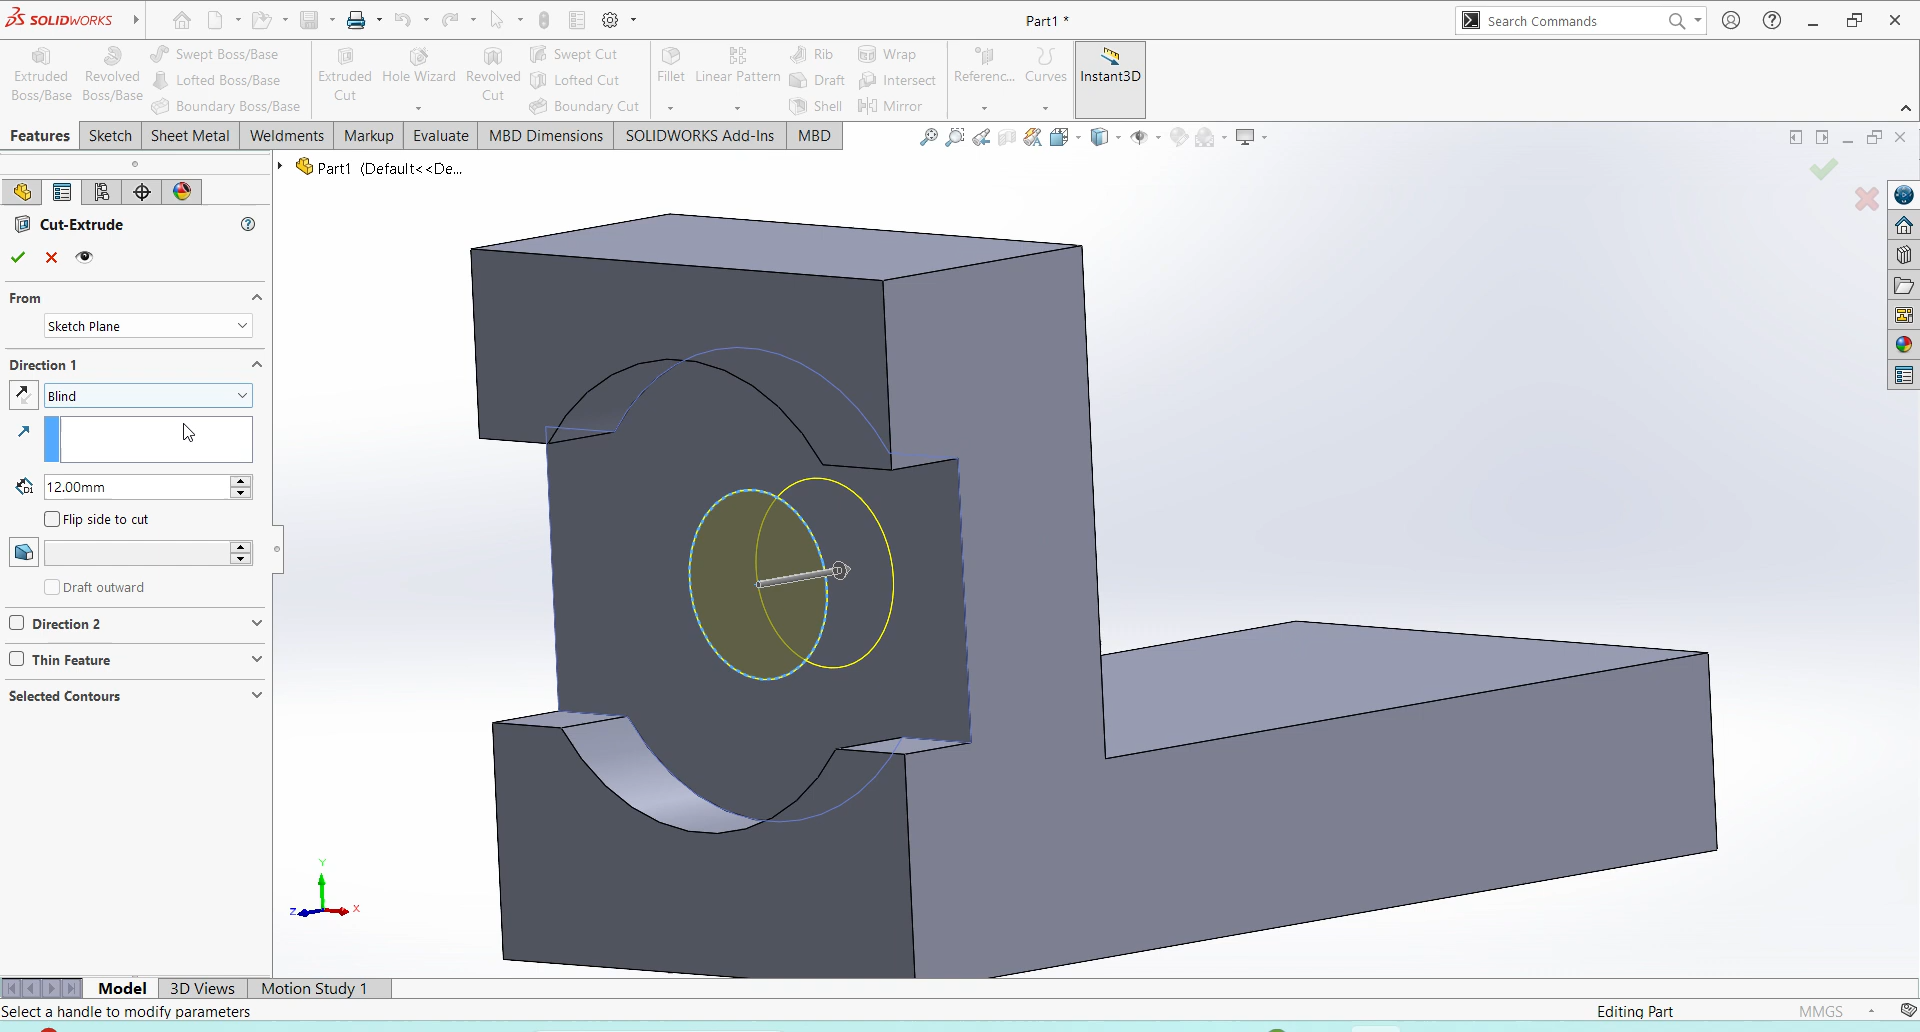 SOLIDWORKS
Part1 *
Search Commands
Extruded Boss/Base
Revolved Boss/Base
Swept Boss/Base
Lofted Boss/Base
Boundary Boss/Base
Extruded Cut
Hole Wizard
Revolved Cut
Swept Cut
Lofted Cut
Boundary Cut
Fillet
Linear Pattern
Rib
Draft
Shell
Wrap
Intersect
Mirror
Referenc...
Curves
Instant3D
Features
Sketch
Sheet Metal
Weldments
Markup
Evaluate
MBD Dimensions
SOLIDWORKS Add-Ins
MBD
Part1 (Default<<De...
Cut-Extrude
From
Sketch Plane
Direction 1
Blind
D1
12.00mm
Flip side to cut
Draft outward
Direction 2
Thin Feature
Selected Contours
Y
Z
X
Model
3D Views
Motion Study 1
Select a handle to modify parameters
Editing Part
MMGS